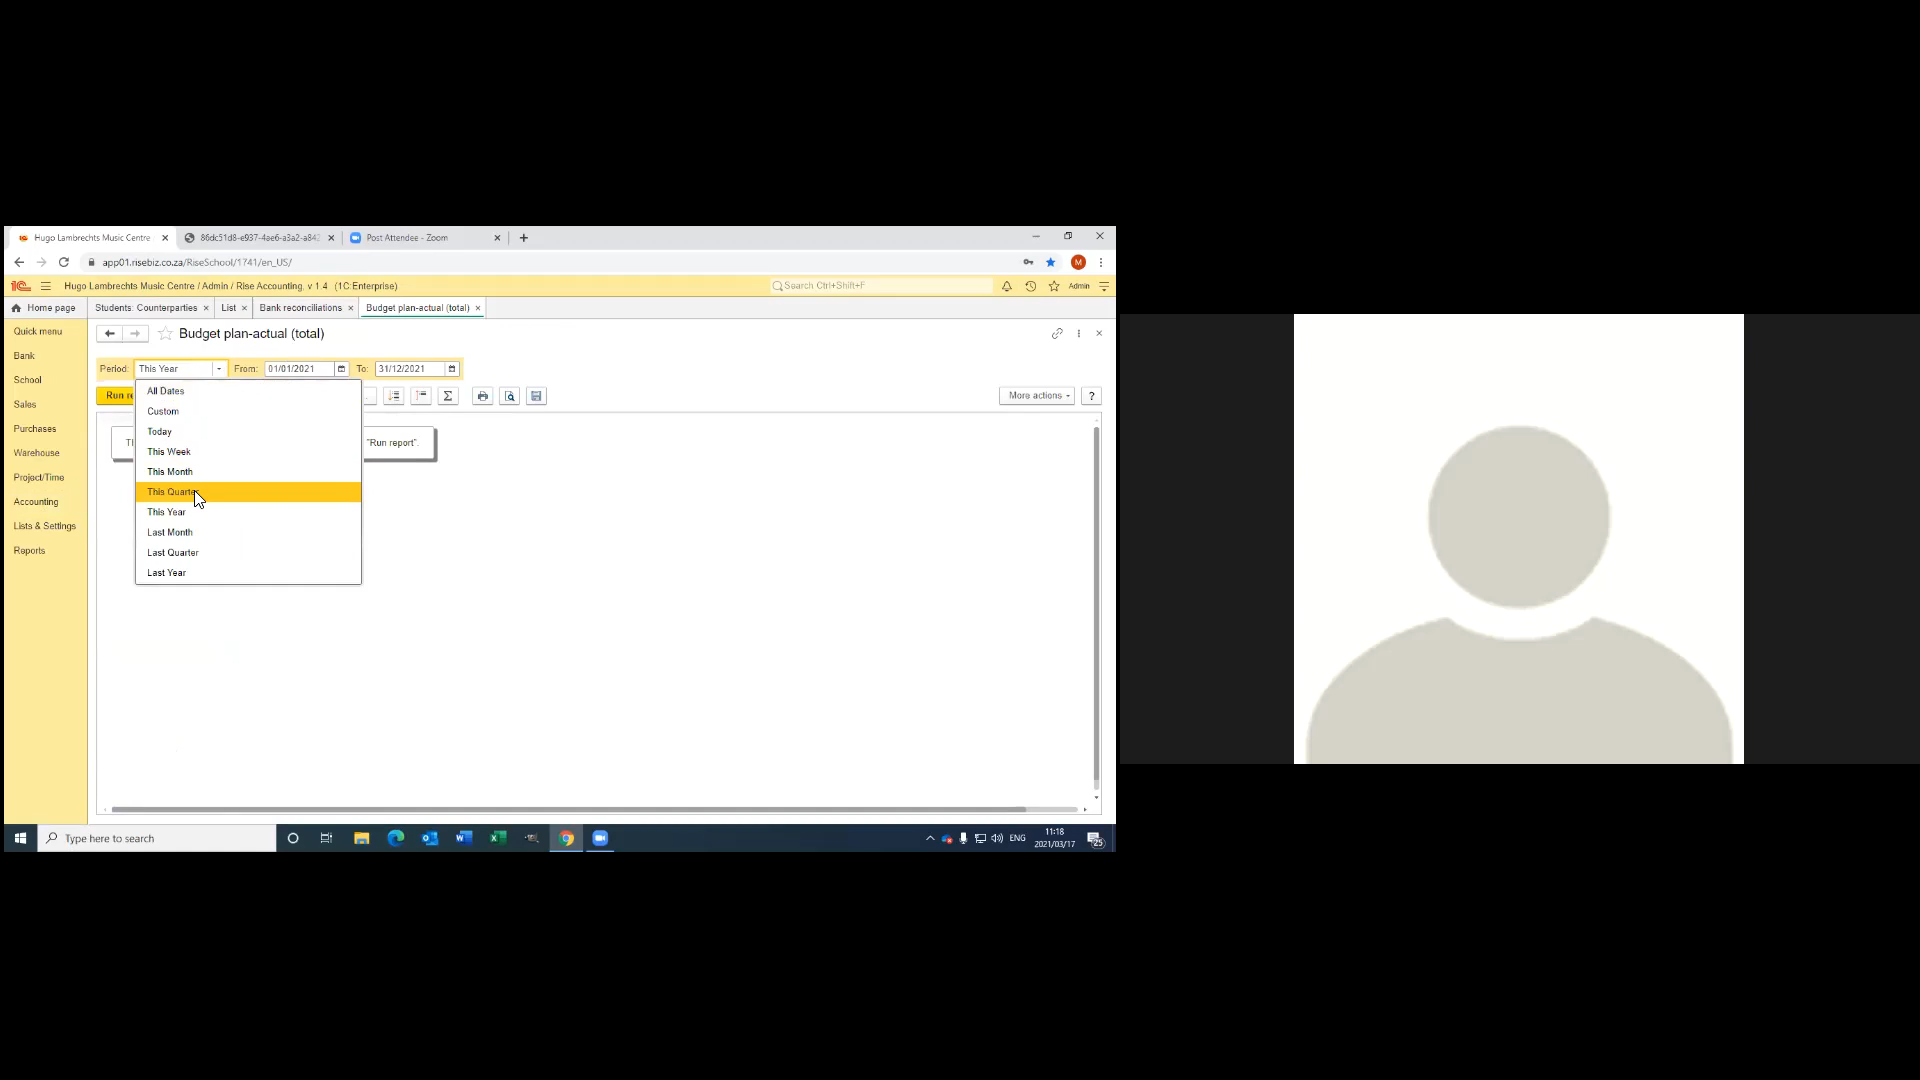 Hugo Lambrechts Music Centre
86dc51d8-e937-4ae6-a3a2-a842
Post Attendee - Zoom
app01.risebiz.co.za/RiseSchool/1741/en_US/
M
Hugo Lambrechts Music Centre / Admin / Rise Accounting. v 1.4 (1C:Enterprise)
Search Ctrl+Shift+F
Admin
Home page
Students: Counterparties
List
Bank reconciliations
Budget plan-actual (total)
Quick menu
Bank
School
Sales
Purchases
Warehouse
Project/Time
Accounting
Lists & Settings
Reports
Budget plan-actual (total)
Period: This Year From: 01/01/2021 To: 31/12/2021
Run re
More actions
?
"Run report".
All Dates
Custom
Today
This Week
This Month
This Quarter
This Year
Last Month
Last Quarter
Last Year
Type here to search
ENG
11:18
2021/03/17
25